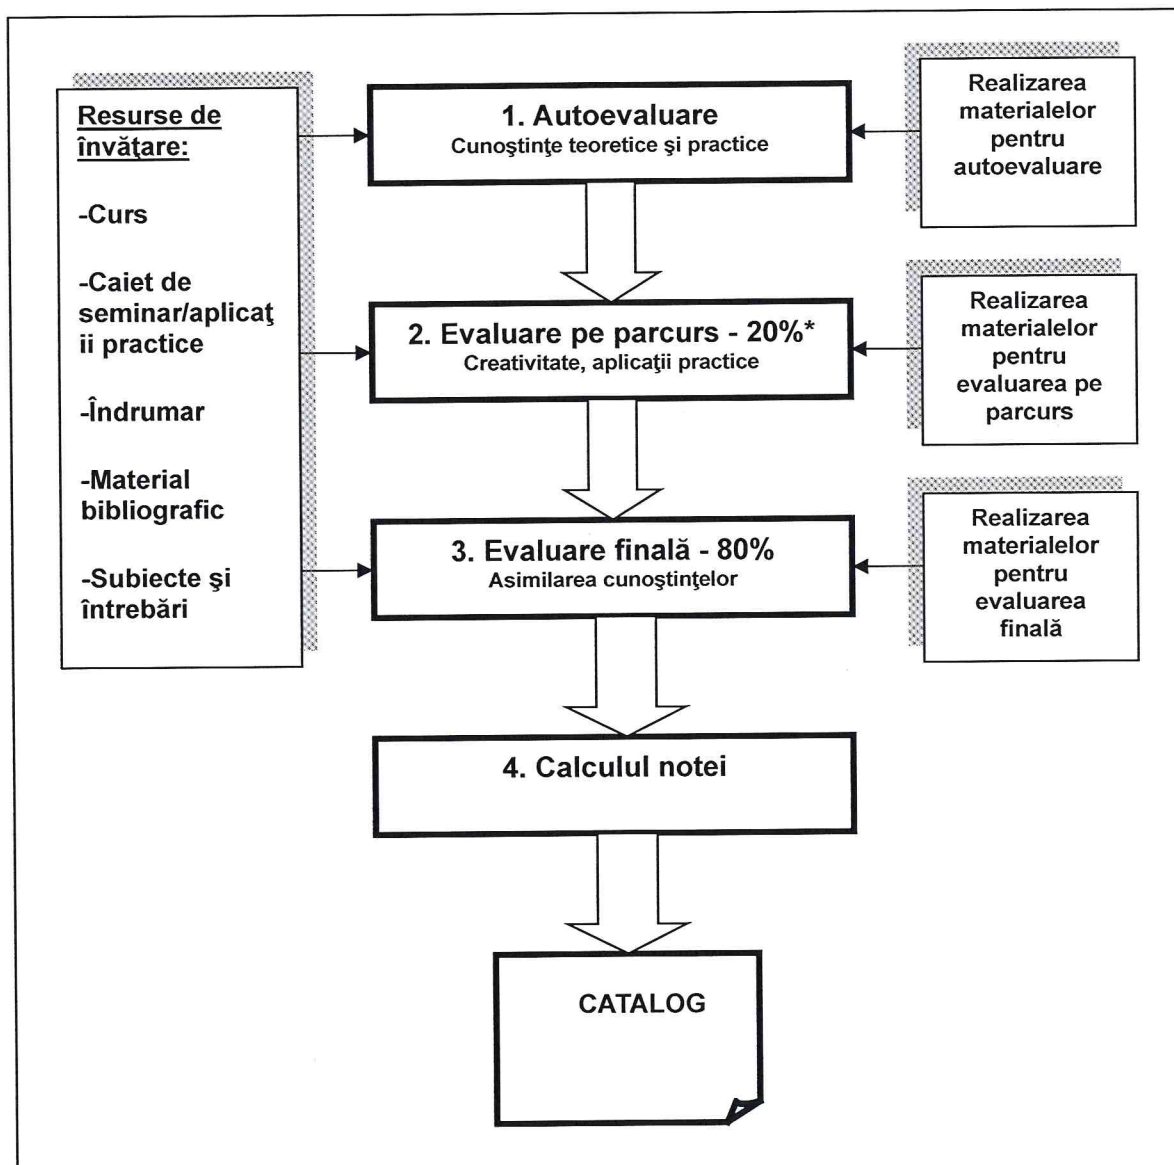 Resurse de
învăţare:
-Curs
-Caiet de
seminar/aplicaţ
ii practice
-Îndrumar
-Material
bibliografic
-Subiecte şi
întrebări
1. Autoevaluare
Cunoştinţe teoretice şi practice
Realizarea
materialelor
pentru
autoevaluare
2. Evaluare pe parcurs - 20%*
Creativitate, aplicaţii practice
Realizarea
materialelor
pentru
evaluarea pe
parcurs
3. Evaluare finală - 80%
Asimilarea cunoştinţelor
Realizarea
materialelor
pentru
evaluarea
finală
4. Calculul notei
CATALOG